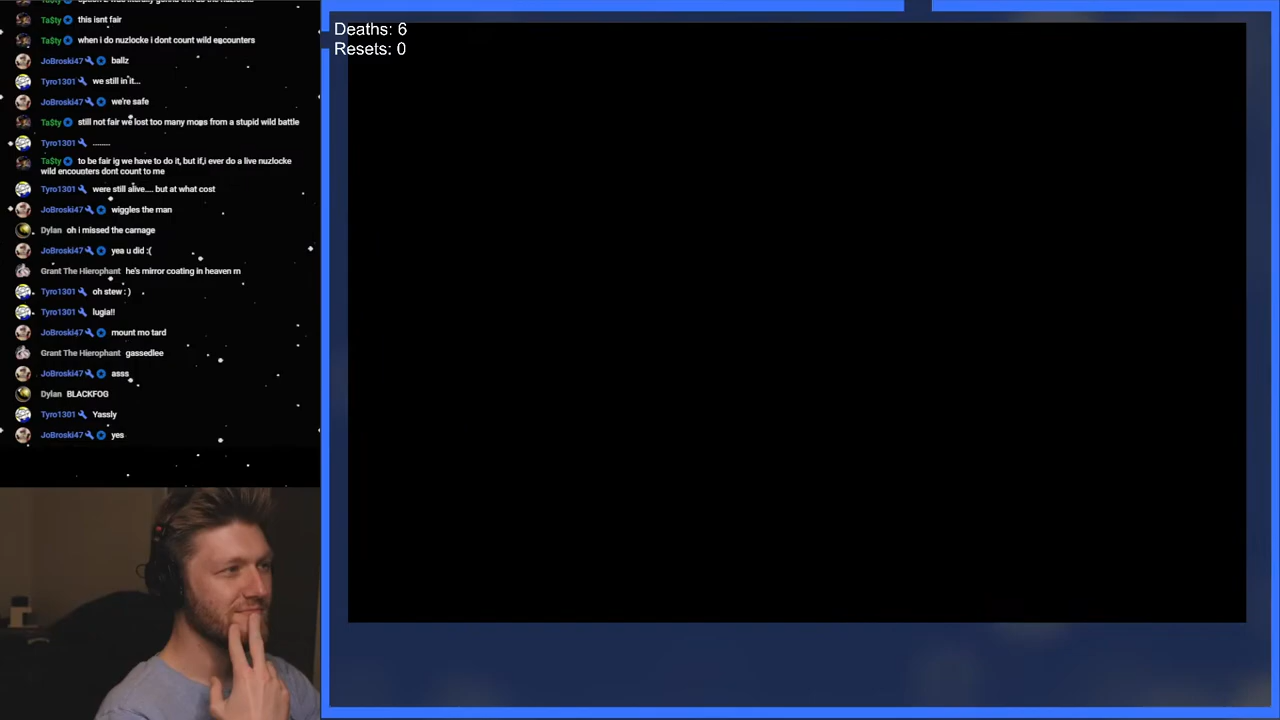 Ta$ty this isnt fair
Ta$ty when i do nuzlocke i dont count wild encounters
JoBroski47 ballz
Tyro1301 we still in it...
JoBroski47 we're safe
Ta$ty still not fair we lost too many mons from a stupid wild battle
Tyro1301 ........
Ta$ty to be fair ig we have to do it, but if,i ever do a live nuzlocke
wild encounters dont count to me
Tyro1301 were still alive.... but at what cost
JoBroski47 wiggles the man
Dylan oh i missed the carnage
JoBroski47 yea u did :(
Grant The Hierophant he's mirror coating in heaven rn
Tyro1301 oh stew : )
Tyro1301 lugia!!
JoBroski47 mount mo tard
Grant The Hierophant gassedlee
JoBroski47 asss
Dylan BLACKFOG
Tyro1301 Yassly
JoBroski47 yes
Deaths: 6
Resets: 0